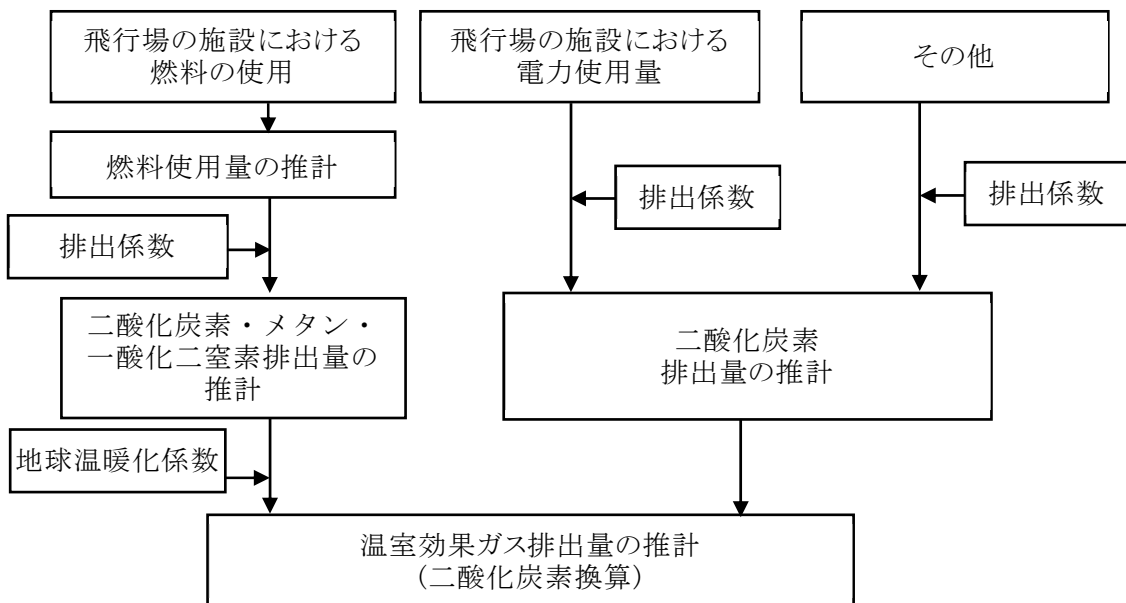 飛行場の施設における
燃料の使用
飛行場の施設における
電力使用量
その他
燃料使用量の推計
排出係数
排出係数
排出係数
二酸化炭素・メタン・
一酸化二窒素排出量の
推計
二酸化炭素
排出量の推計
地球温暖化係数
温室効果ガス排出量の推計
(二酸化炭素換算)